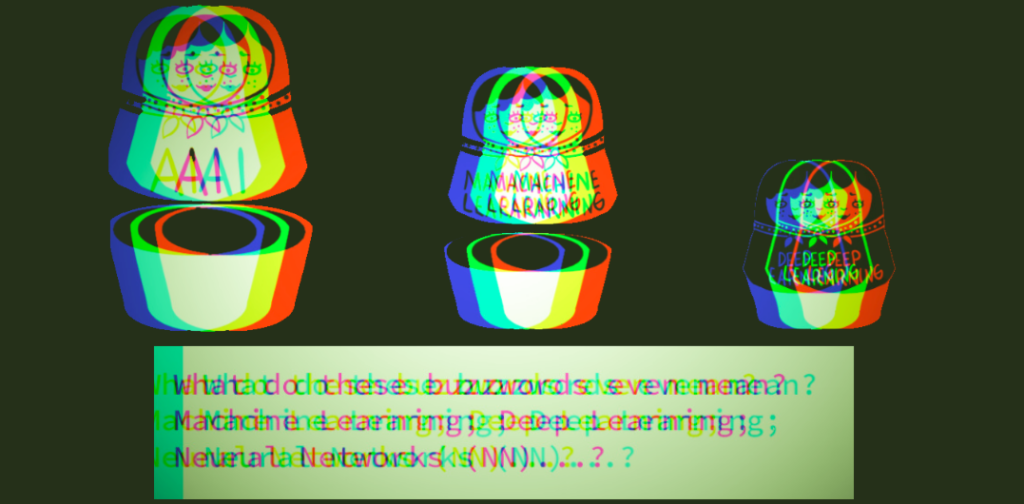 AI
MACHINE
LEARNING
DEEP
LEARNING
What do these buzzwords even mean?
Machine Learning; Deep Learning;
Neural Networks (NN)...?